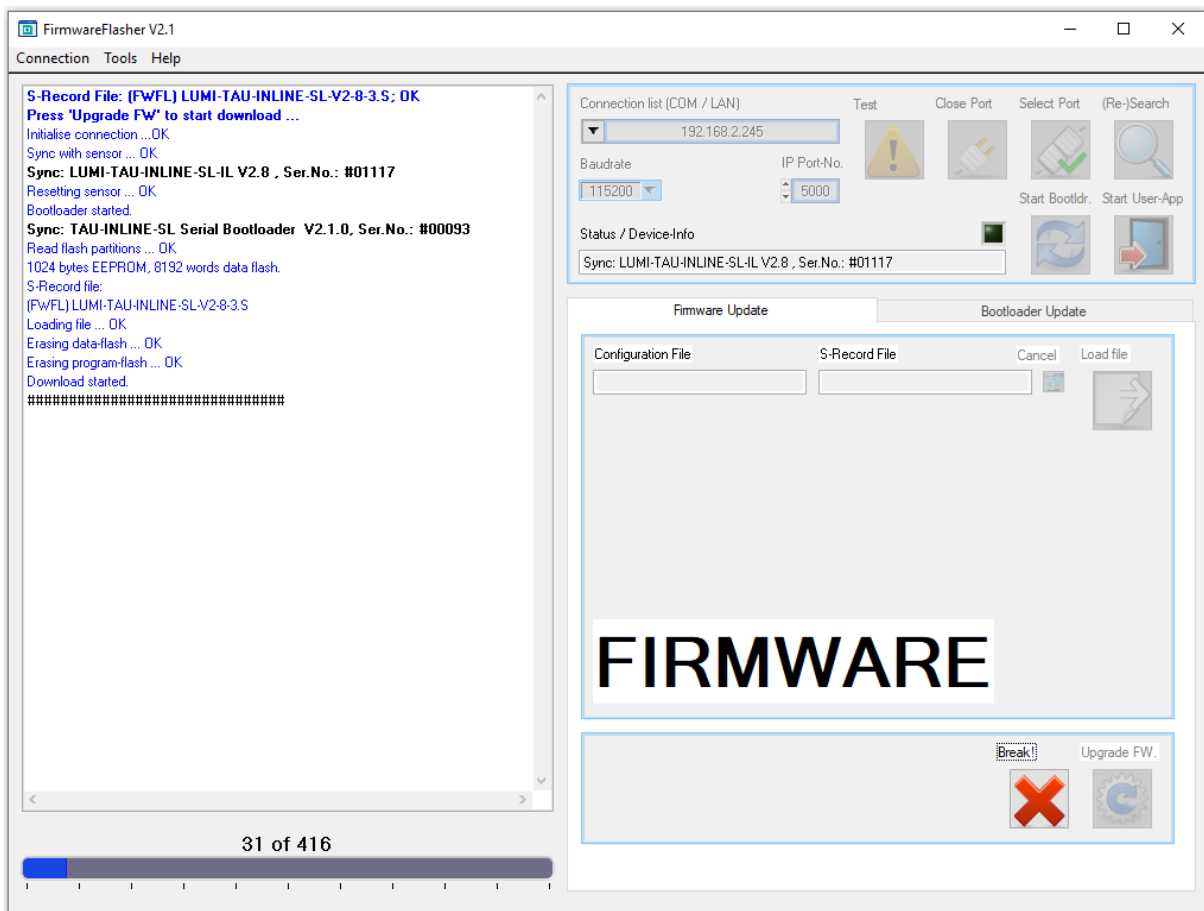 FirmwareFlasher V2.1
Connection Tools Help
S-Record File: (FWFL) LUMI-TAU-INLINE-SL-V2-8-3.S; OK
Press 'Upgrade FW' to start download ...
Initialise connection ...OK
Sync with sensor ... OK
Sync: LUMI-TAU-INLINE-SL-IL V2.8 , Ser.No.: #01117
Resetting sensor ... OK
Bootloader started.
Sync: TAU-INLINE-SL Serial Bootloader  V2.1.0, Ser.No.: #00093
Read flash partitions ... OK
1024 bytes EEPROM, 8192 words data flash.
S-Record file:
(FWFL) LUMI-TAU-INLINE-SL-V2-8-3.S
Loading file ... OK
Erasing data-flash ... OK
Erasing program-flash ... OK
Download started.
###############################
31 of 416
Connection list (COM / LAN)
Test
Close Port
Select Port
(Re-)Search
192.168.2.245
Baudrate
IP Port-No.
115200
5000
Start Bootldr.
Start User-App
Status / Device-Info
Sync: LUMI-TAU-INLINE-SL-IL V2.8 , Ser.No.: #01117
Firmware Update
Bootloader Update
Configuration File
S-Record File
Cancel
Load file
FIRMWARE
Break!
Upgrade FW.